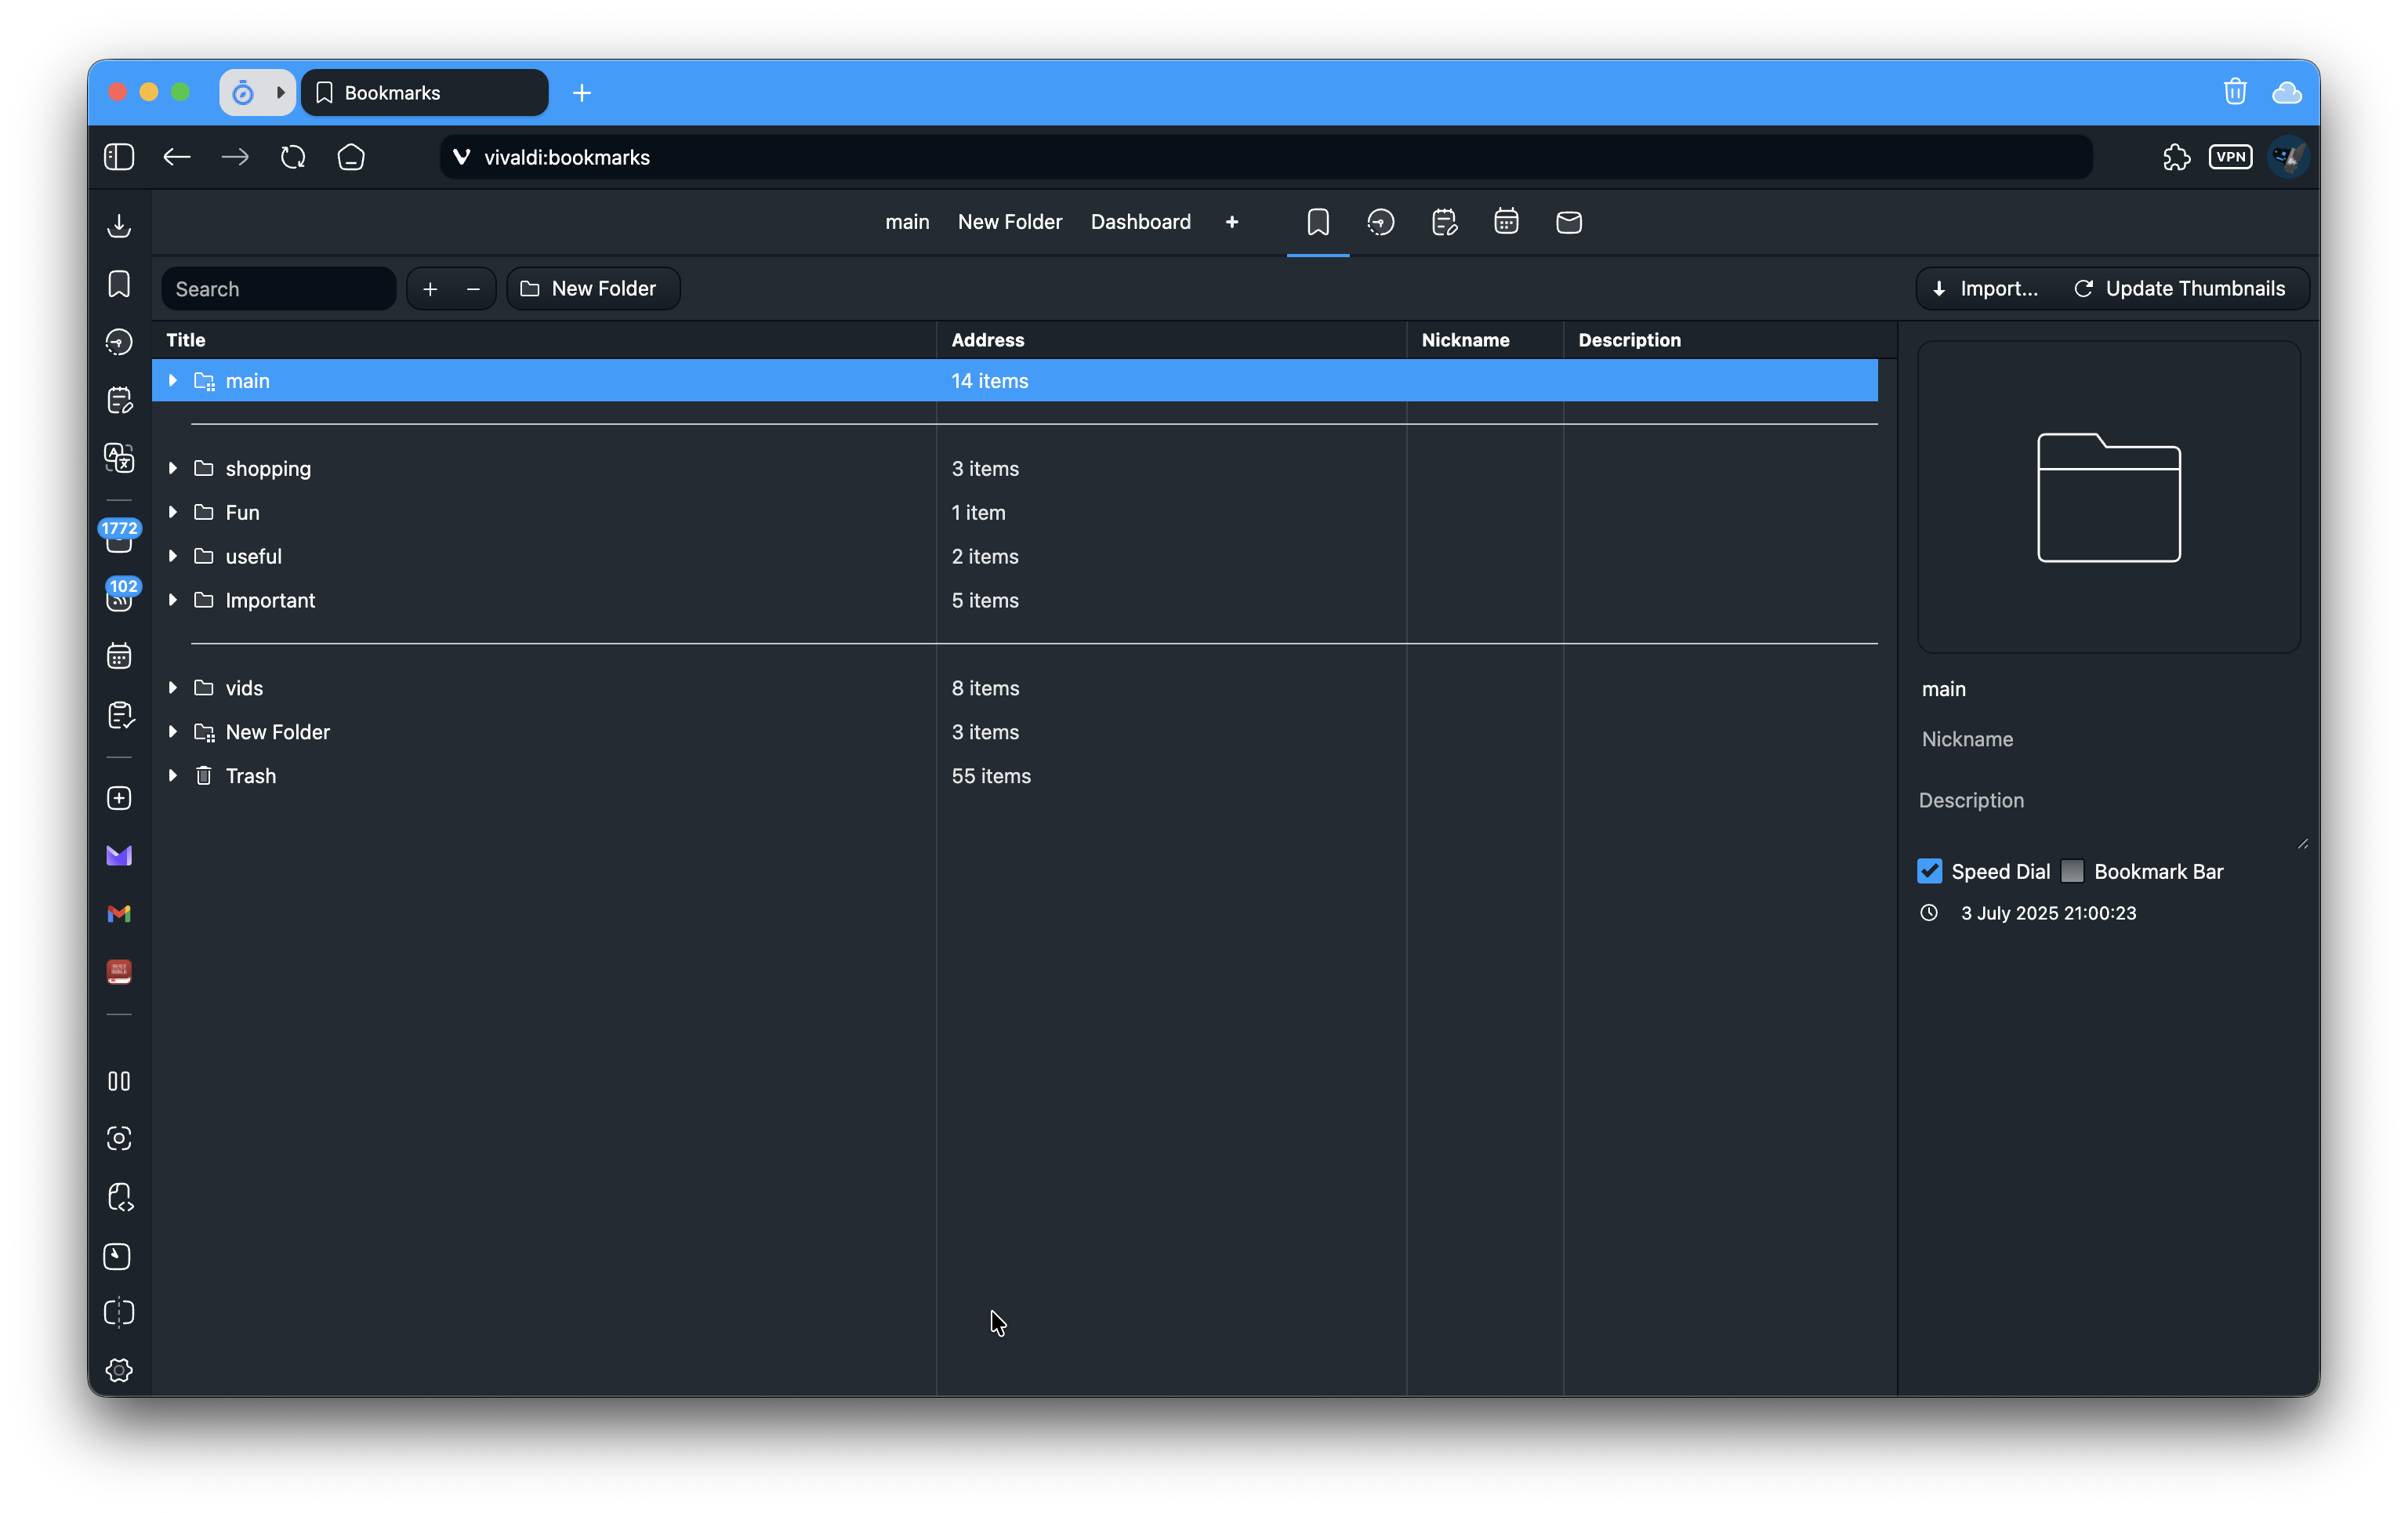 Bookmarks
vivaldi:bookmarks
VPN
main New Folder Dashboard
Search
New Folder
Import...
Update Thumbnails
Title Address Nickname Description
main 14 items
shopping 3 items
Fun 1 item
useful 2 items
Important 5 items
vids 8 items
New Folder 3 items
Trash 55 items
1772
102
HOLY BIBLE
main
Nickname
Description
Speed Dial Bookmark Bar
3 July 2025 21:00:23